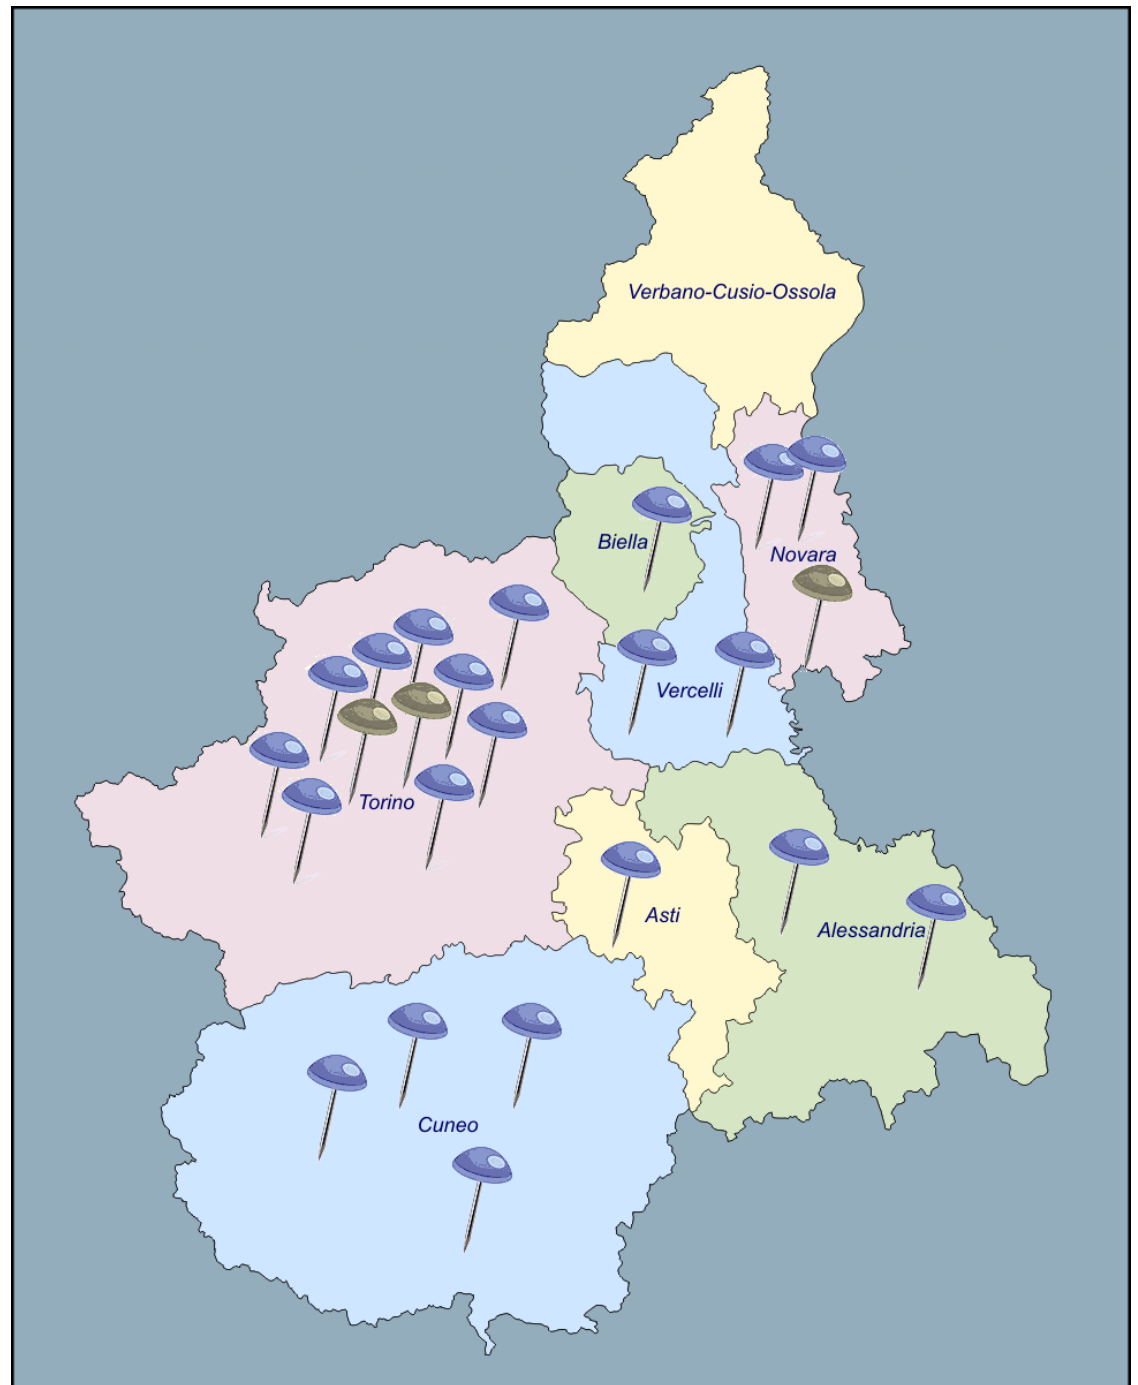 Verbano-Cusio-Ossola
Biella
Novara
Vercelli
Torino
Asti
Alessandria
Cuneo